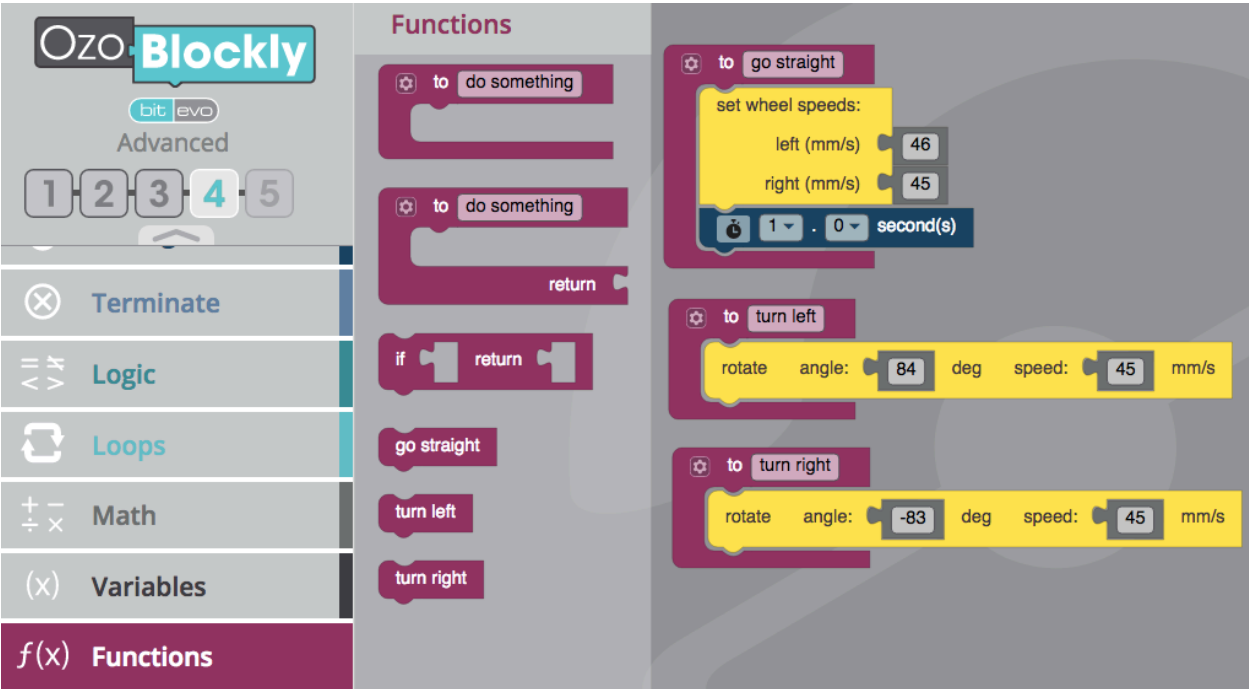 OZO Blockly
bit evo
Advanced
1 2 3 4 5
Terminate
= ≠ < > Logic
Loops
+ − ÷ × Math
(x) Variables
f(x) Functions
Functions
to do something
to do something
return
if return
go straight
turn left
turn right
to go straight
set wheel speeds:
left (mm/s) 46
right (mm/s) 45
1 . 0 second(s)
to turn left
rotate angle: 84 deg speed: 45 mm/s
to turn right
rotate angle: -83 deg speed: 45 mm/s